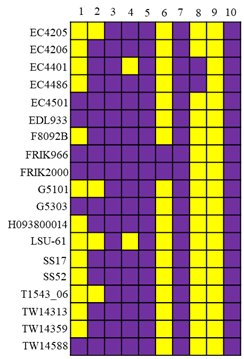 1 2 3 4 5 6 7 8 9 10
EC4205
EC4206
EC4401
EC4486
EC4501
EDL933
F8092B
FRIK966
FRIK2000
G5101
G5303
H093800014
LSU-61
SS17
SS52
T1543_06
TW14313
TW14359
TW14588